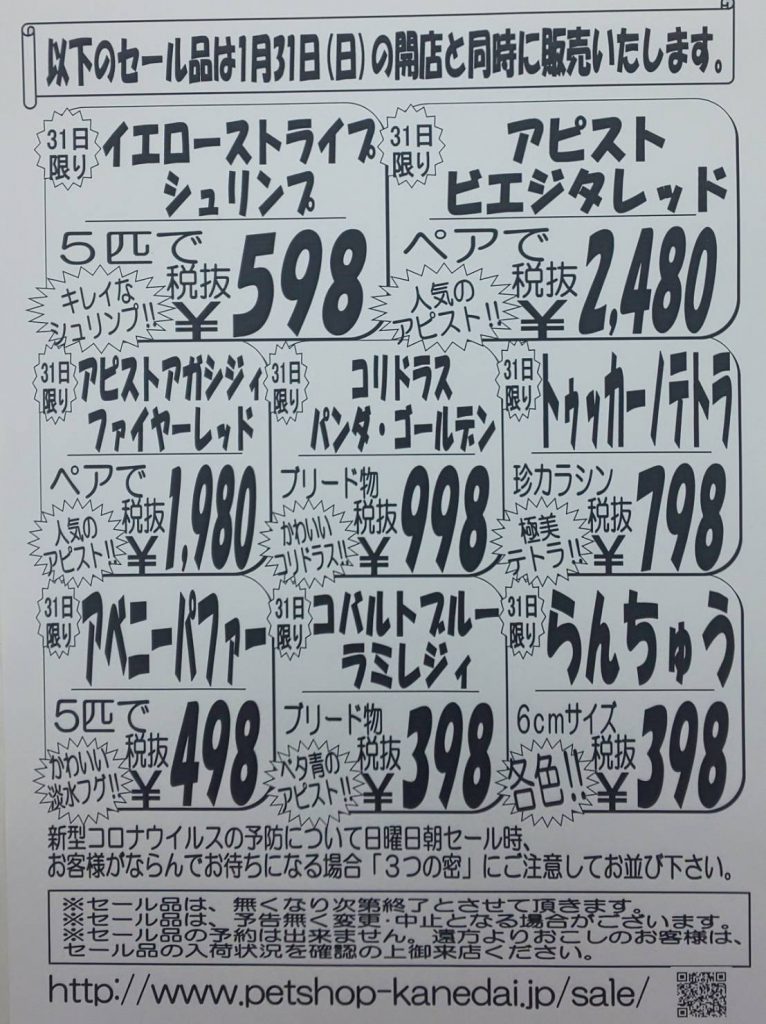 以下のセール品は1月31日(日)の開店と同時に販売いたします。
31日
限り
イエローストライプ
シュリンプ
5匹で
キレイな
シュリンプ!!
税抜
¥598
31日
限り
アピスト
ビエジタレッド
ペアで
人気の
アピスト!!
税抜
¥2,480
31日
限り
アピストアガシジィ
ファイヤーレッド
ペアで
人気の
アピスト!!
税抜
¥1,980
31日
限り
コリドラス
パンダ・ゴールデン
ブリード物
かわいい
コリドラス!!
税抜
¥998
31日
限り
トゥッカーノテトラ
珍カラシン
極美
テトラ!!
税抜
¥798
31日
限り
アベニーパファー
5匹で
かわいい
淡水フグ!!
税抜
¥498
31日
限り
コバルトブルー
ラミレジィ
ブリード物
ベタ青の
アピスト!!
税抜
¥398
31日
限り
らんちゅう
6cmサイズ
各色!!
税抜
¥398
新型コロナウイルスの予防について日曜日朝セール時、
お客様がならんでお待ちになる場合「3つの密」にご注意してお並び下さい。
※セール品は、無くなり次第終了とさせて頂きます。
※セール品は、予告無く変更・中止となる場合がございます。
※セール品の予約は出来ません。遠方よりおこしのお客様は、
セール品の入荷状況を確認の上御来店ください。
http://www.petshop-kanedai.jp/sale/